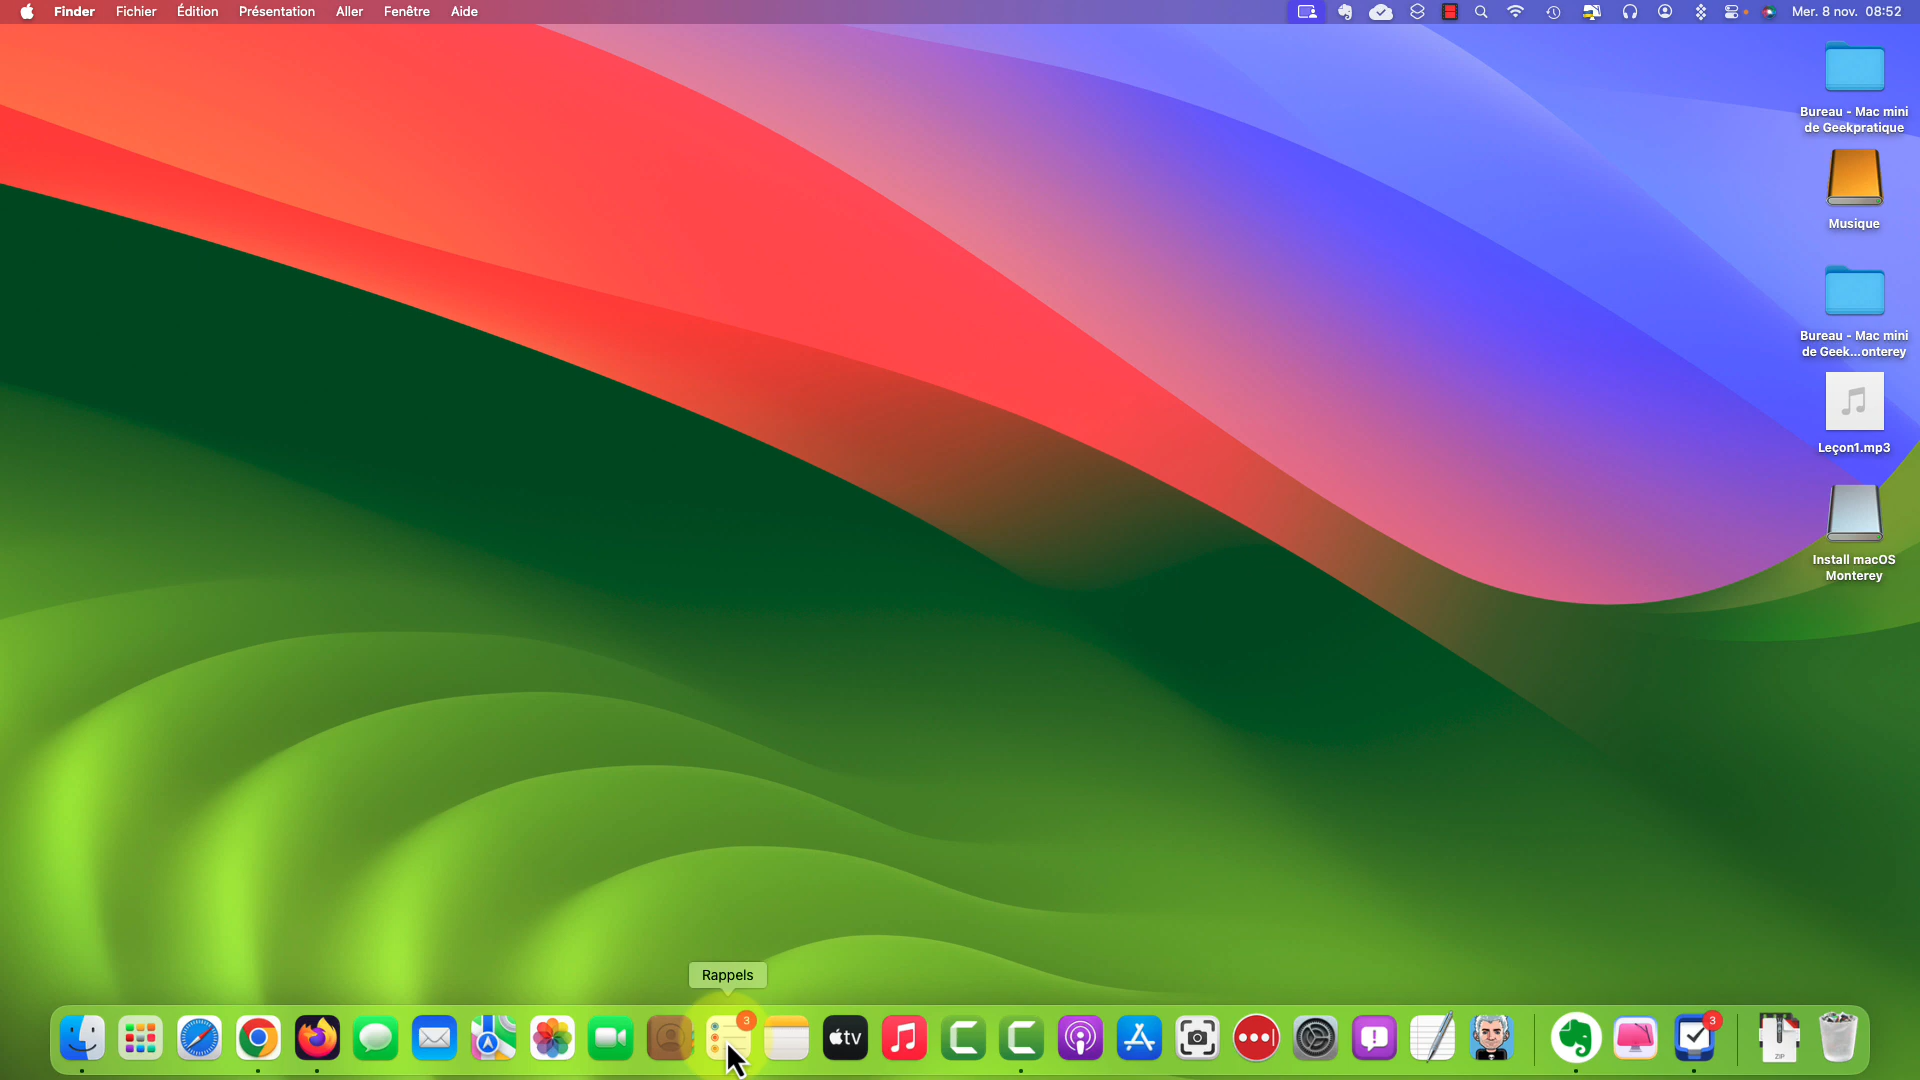 Finder Fichier Édition Présentation Aller Fenêtre Aide Mer. 8 nov. 08:52
Bureau - Mac mini
de Geekpratique
Musique
Bureau - Mac mini
de Geek...onterey
Leçon1.mp3
Install macOS
Monterey
Rappels
3
tv
3
ZIP